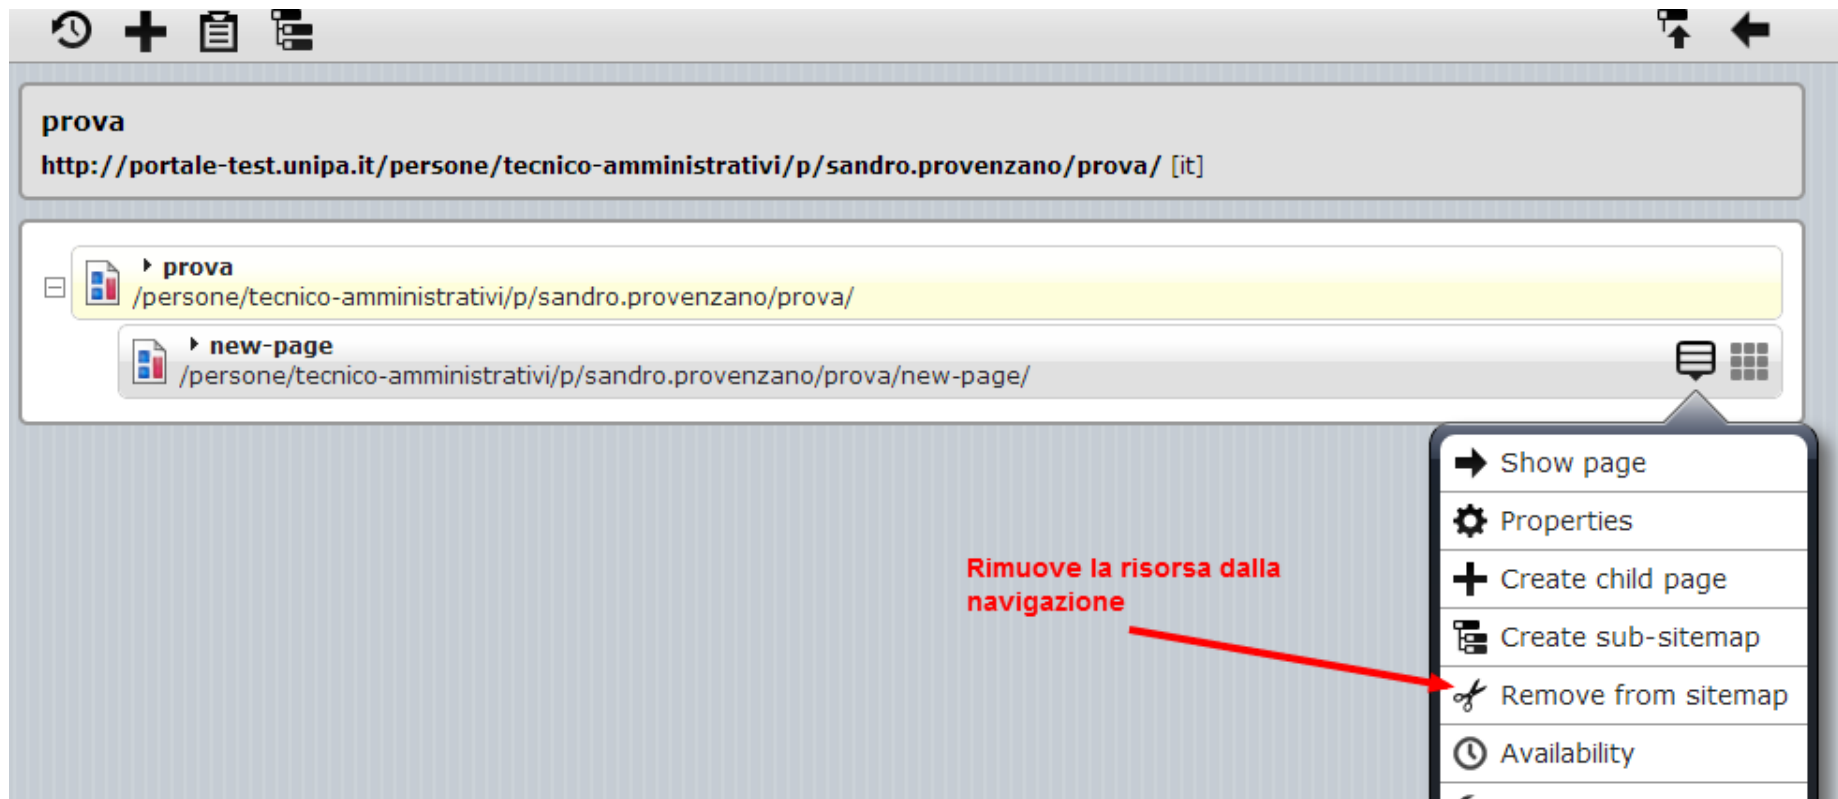 prova
http://portale-test.unipa.it/persone/tecnico-amministrativi/p/sandro.provenzano/prova/ [it]
prova
/persone/tecnico-amministrativi/p/sandro.provenzano/prova/
new-page
/persone/tecnico-amministrativi/p/sandro.provenzano/prova/new-page/
Show page
Properties
Rimuove la risorsa dalla
navigazione
Create child page
Create sub-sitemap
Remove from sitemap
Availability